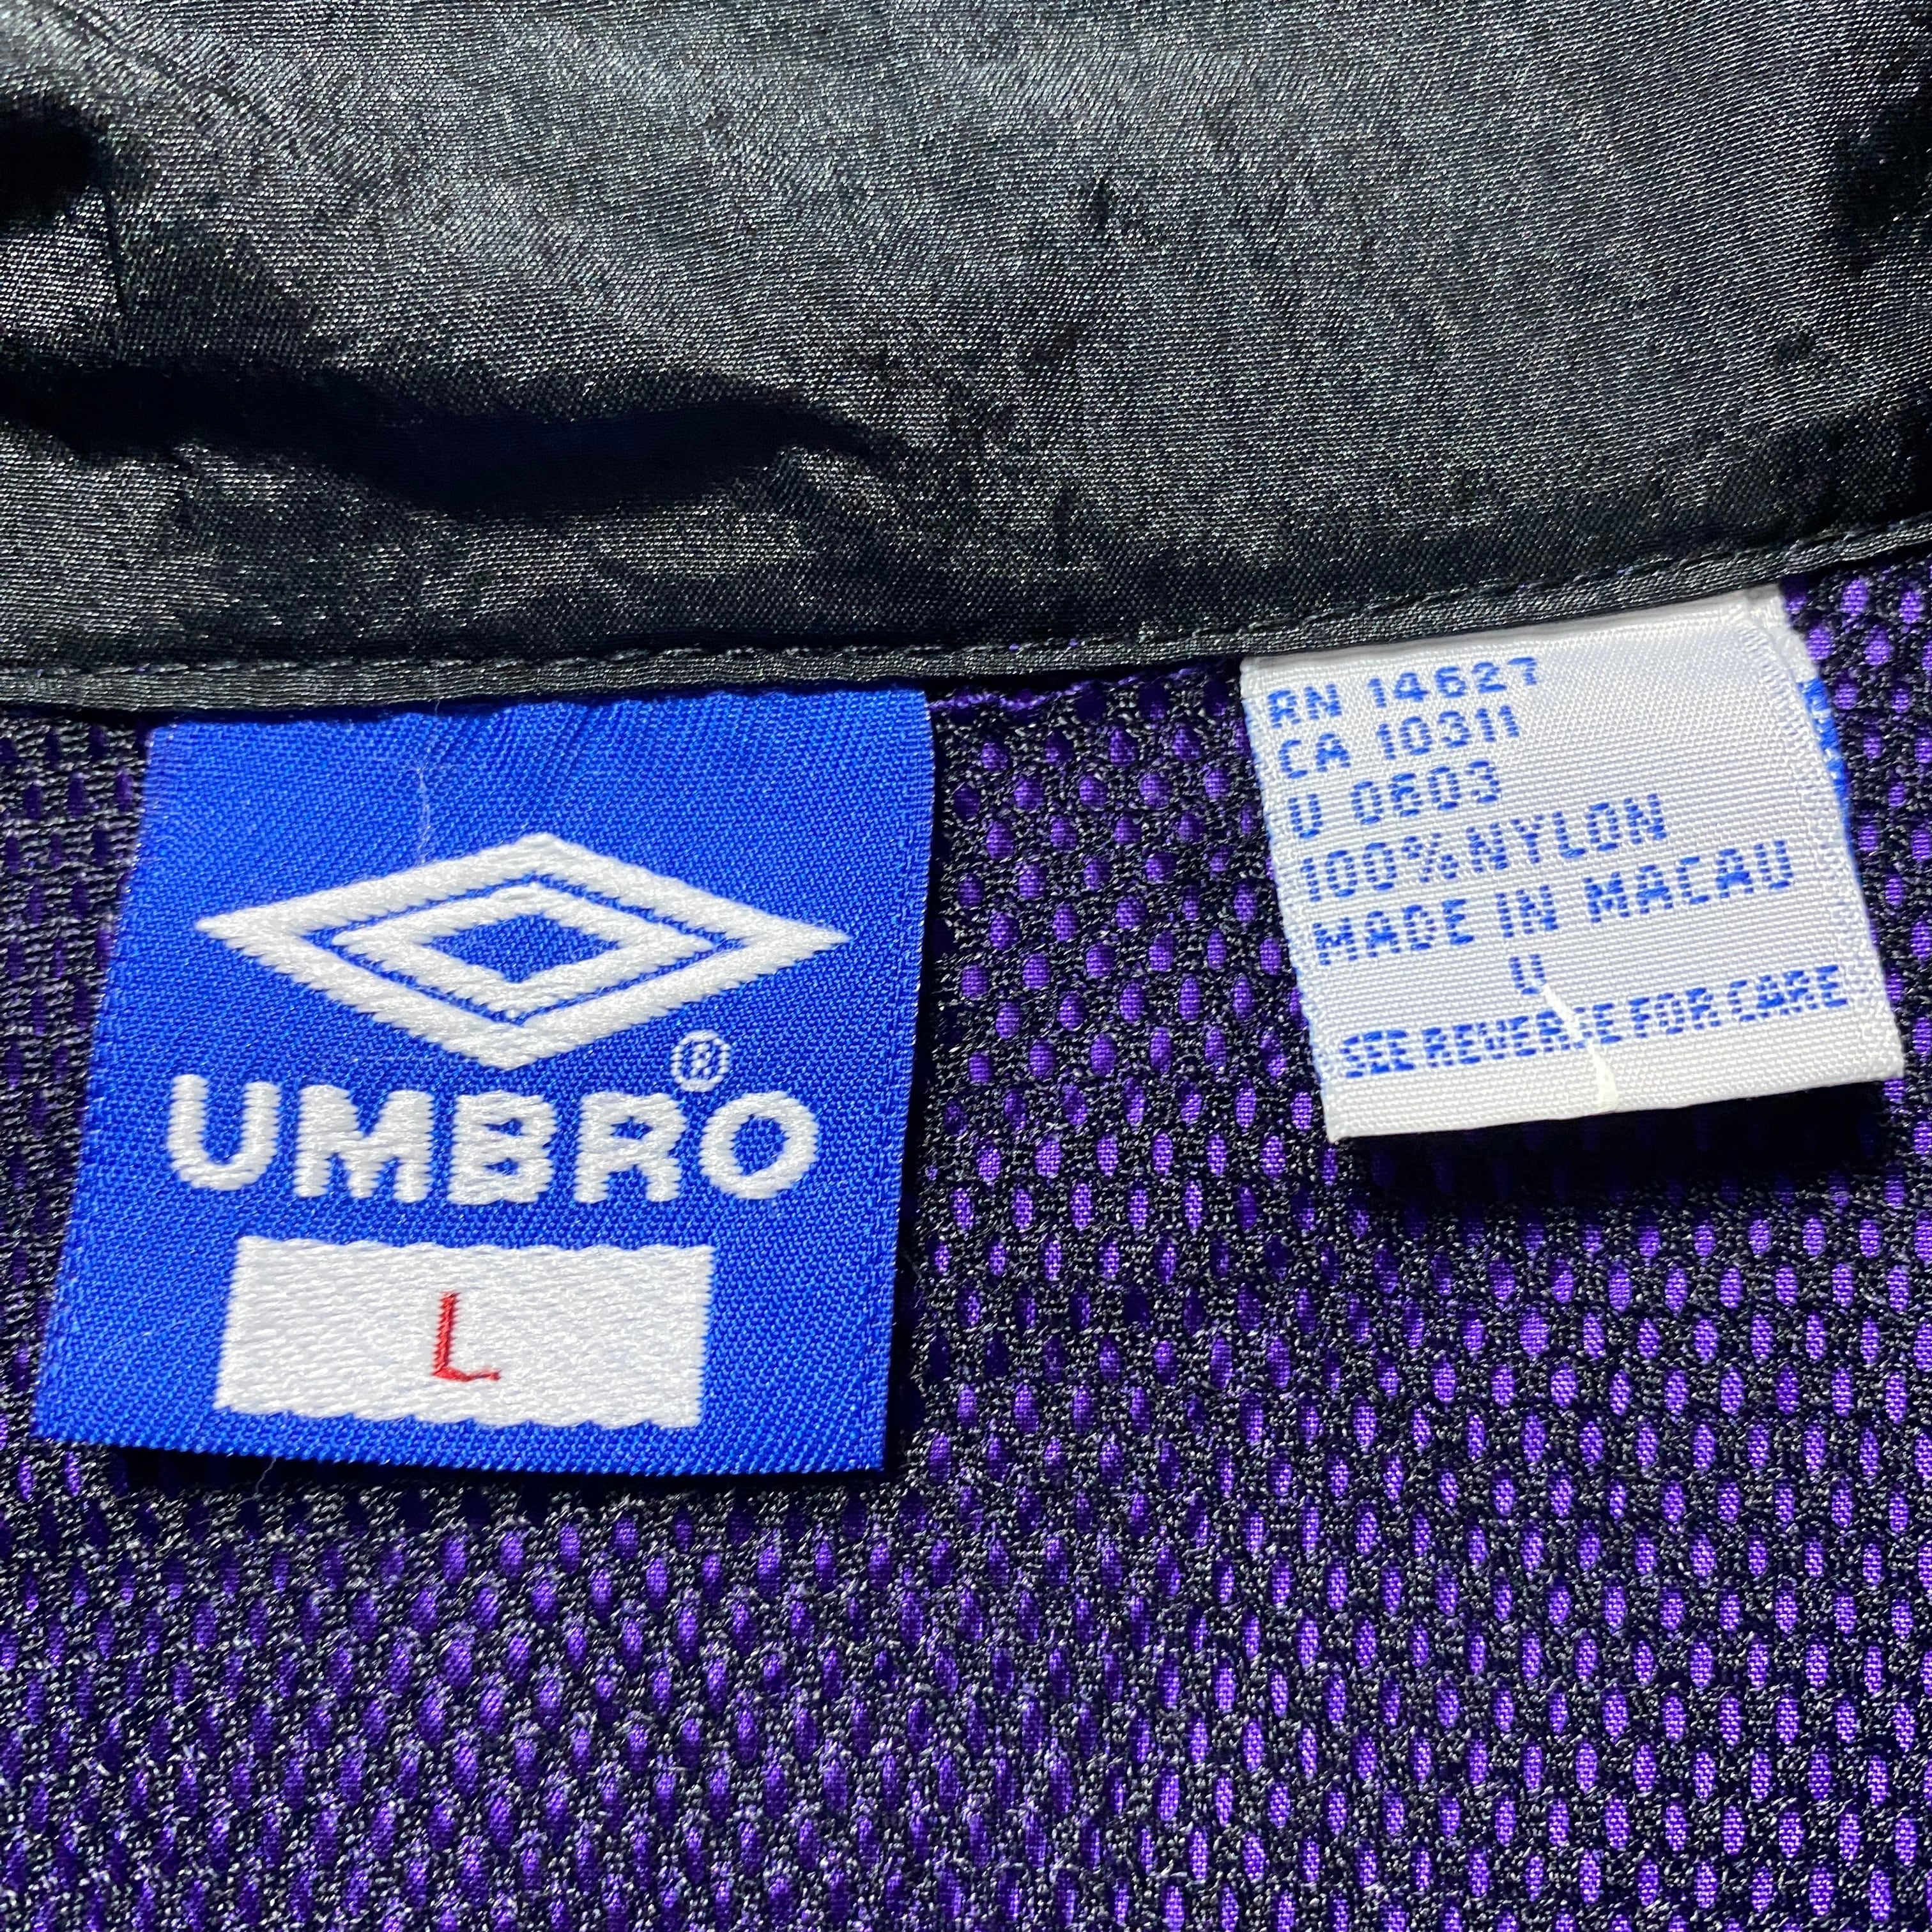 UMBRO®
L
RN 14627
CA 10311
U 0603
100% NYLON
MADE IN MACAU
U
SEE REVERSE FOR CARE